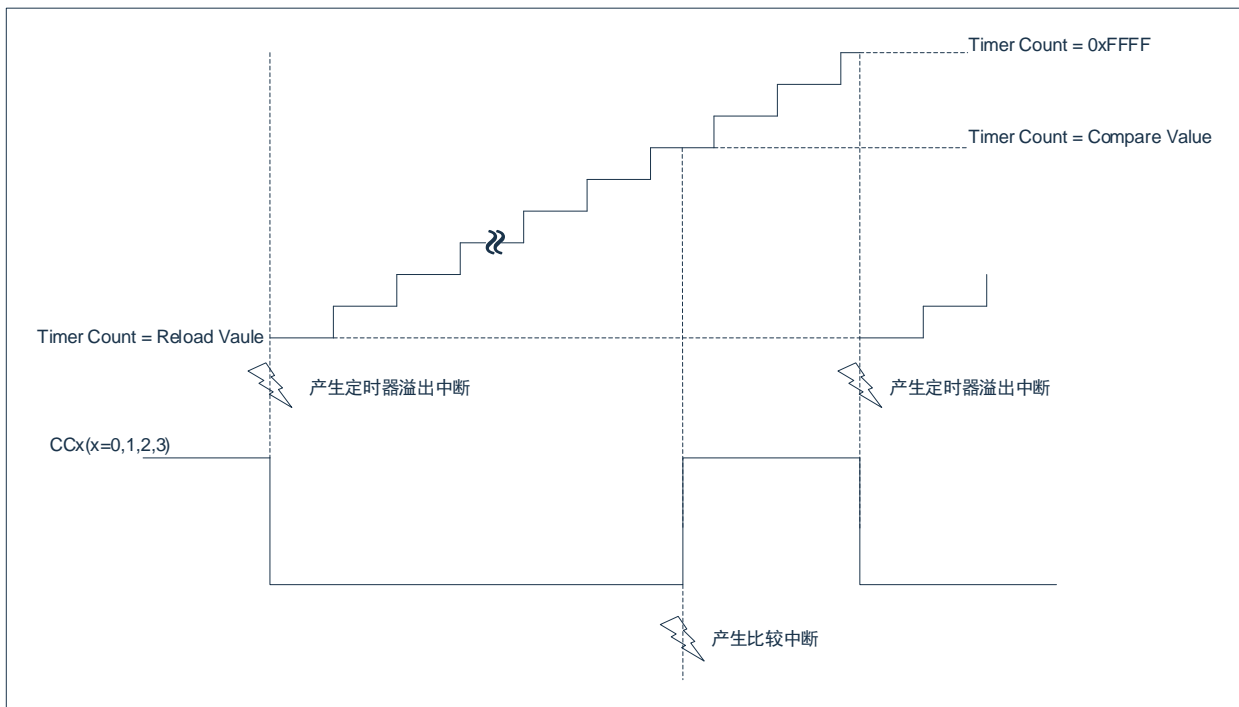 Timer Count = 0xFFFF
Timer Count = Compare Value
Timer Count = Reload Vaule
产生定时器溢出中断
产生定时器溢出中断
CCx(x=0,1,2,3)
产生比较中断